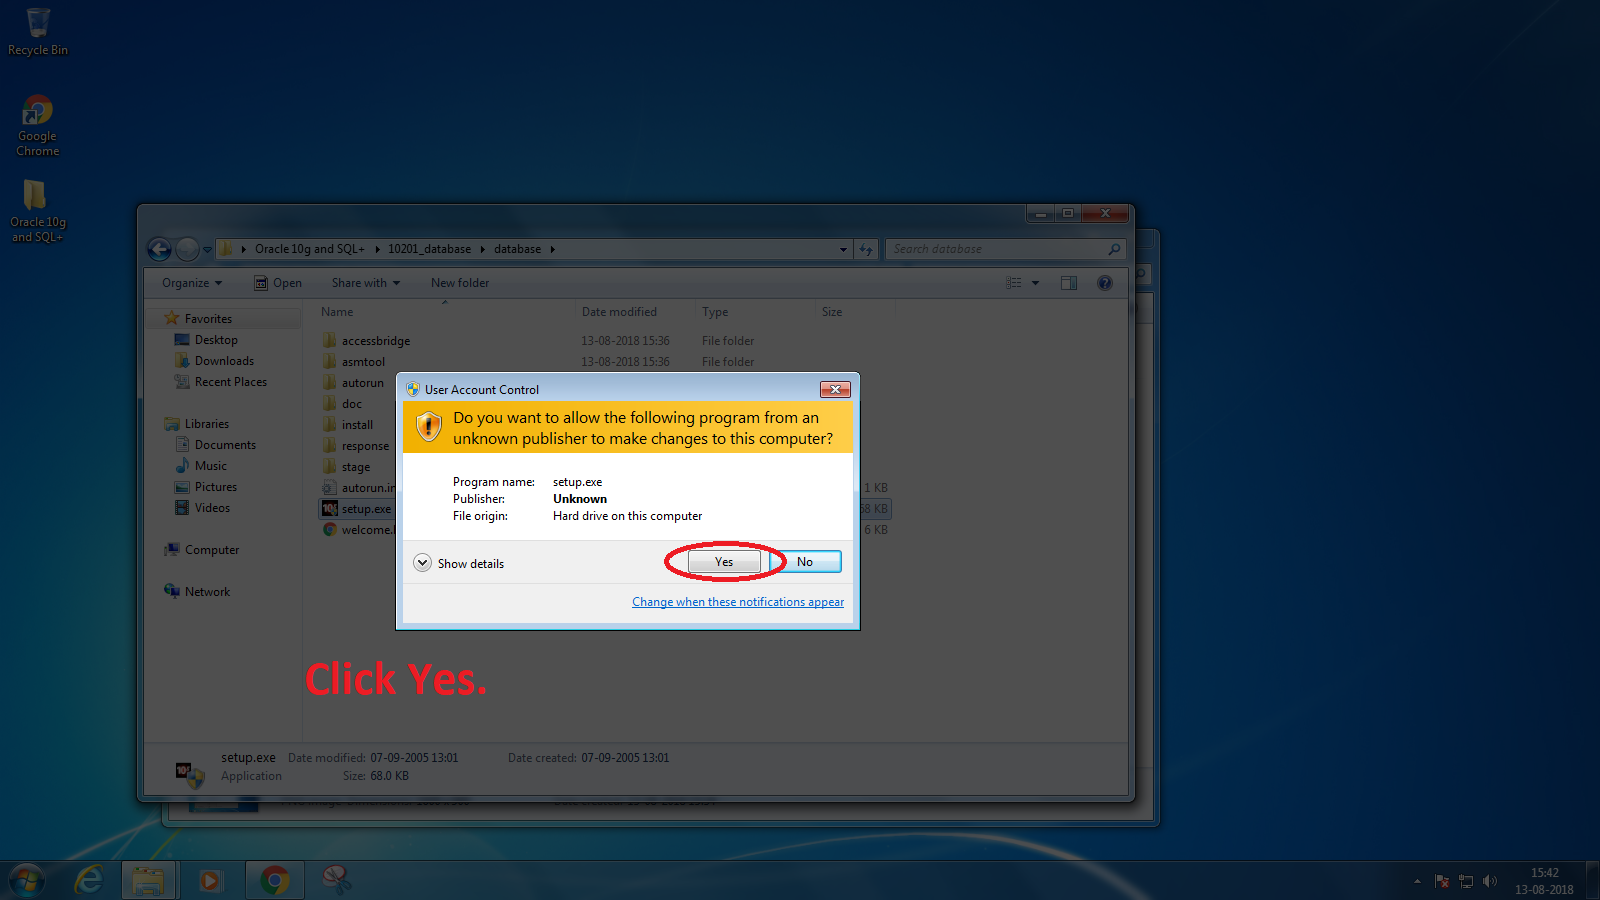 Recycle Bin
Google
Chrome
Oracle 10g
and SQL+
Oracle 10g and SQL+ 10201_database database
Search database
Organize Open Share with New folder
Name Date modified Type Size
Favorites
Desktop
Downloads
Recent Places
Libraries
Documents
Music
Pictures
Videos
Computer
Network
accessbridge 13-08-2018 15:36 File folder
asmtool 13-08-2018 15:36 File folder
autorun
doc
install
response
stage
autorun.in 1 KB
setup.exe 68 KB
welcome. 6 KB
User Account Control
Do you want to allow the following program from an
unknown publisher to make changes to this computer?
Program name: setup.exe
Publisher: Unknown
File origin: Hard drive on this computer
Show details
Yes
No
Change when these notifications appear
Click Yes.
setup.exe Date modified: 07-09-2005 13:01 Date created: 07-09-2005 13:01
Application Size: 68.0 KB
15:42
13-08-2018